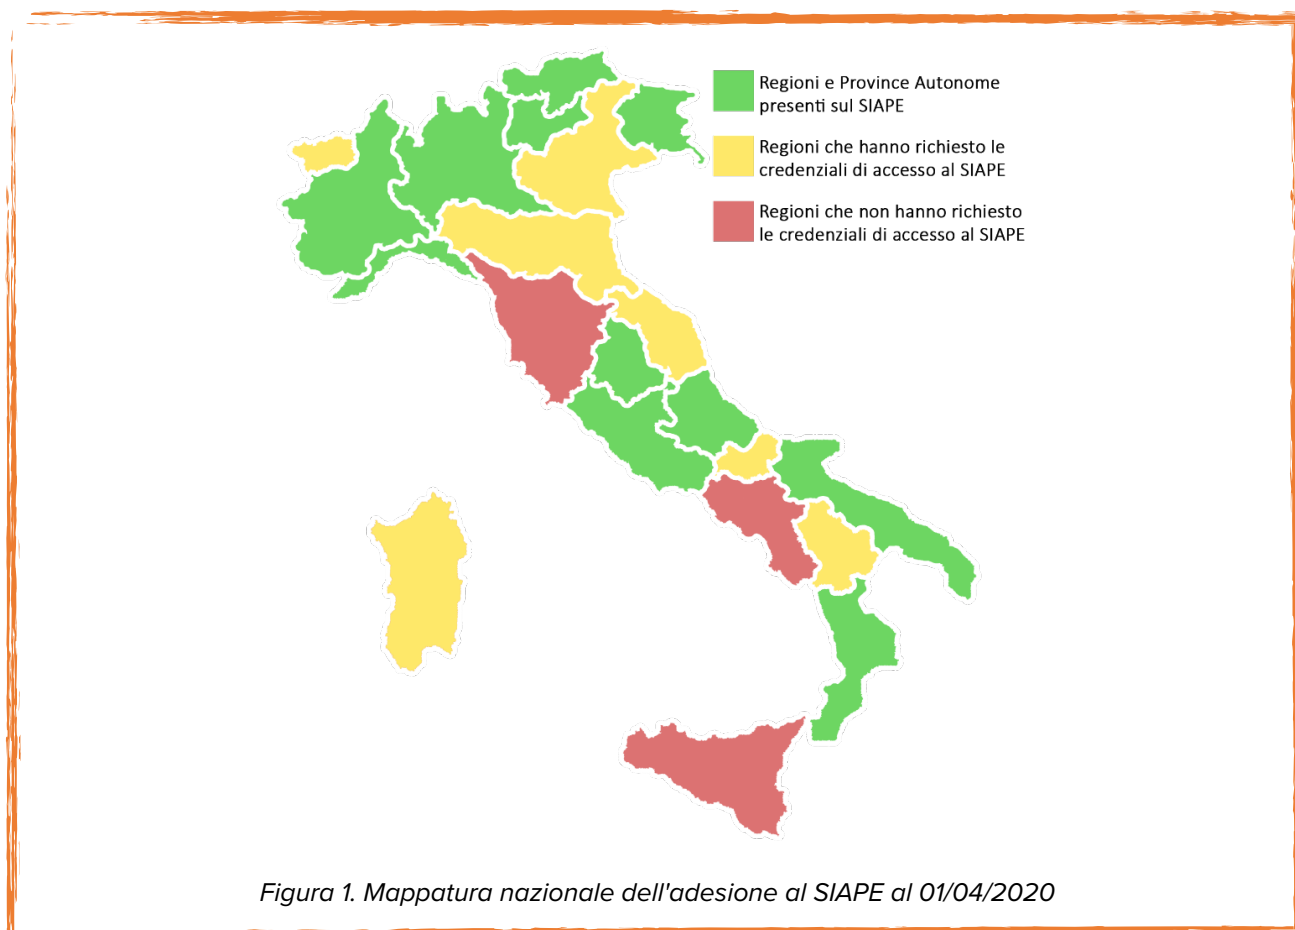 Regioni e Province Autonome
presenti sul SIAPE
Regioni che hanno richiesto le
credenziali di accesso al SIAPE
Regioni che non hanno richiesto
le credenziali di accesso al SIAPE
Figura 1. Mappatura nazionale dell'adesione al SIAPE al 01/04/2020